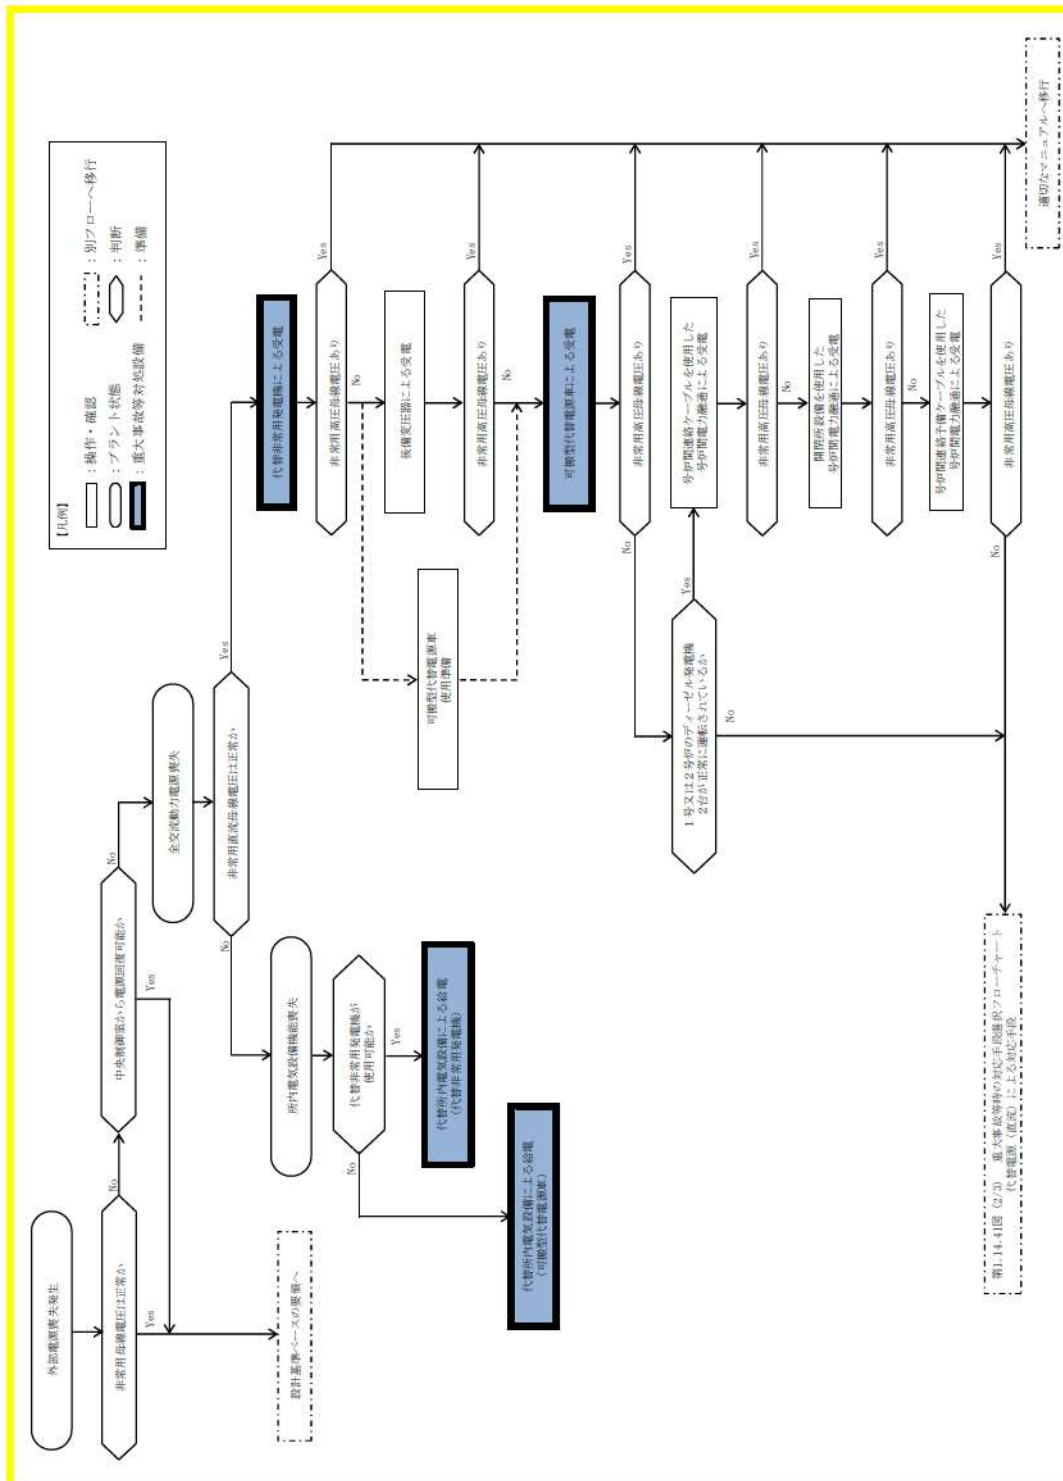 【凡例】
：操作・確認
：プラント状態
：重大事故等対処設備
：別フローへ移行
：判断
：準備
外部電源喪失発生
非常用母線電圧は正常か
No
Yes
設計基準ベースの要領へ
中央制御室から電源回復可能か
No
Yes
全交流動力電源喪失
非常用直流母線電圧は正常か
No
Yes
所内電気設備機能喪失
代替非常用発電機が
使用可能か
No
Yes
代替所内電気設備による給電
（代替非常用発電機）
代替所内電気設備による給電
（可搬型代替電源車）
代替非常用発電機による受電
非常用高圧母線電圧あり
Yes
No
後備変圧器による受電
可搬型代替電源車
使用準備
非常用高圧母線電圧あり
Yes
No
可搬型代替電源車による受電
非常用高圧母線電圧あり
Yes
No
1号又は2号炉のディーゼル発電機
2台が正常に運転されているか
Yes
No
号炉間連絡ケーブルを使用した
号炉間電力融通による受電
非常用高圧母線電圧あり
Yes
No
開閉所設備を使用した
号炉間電力融通による受電
非常用高圧母線電圧あり
Yes
No
号炉間連絡予備ケーブルを使用した
号炉間電力融通による受電
非常用高圧母線電圧あり
Yes
No
適切なマニュアルへ移行
第1.14.41図（2/3） 重大事故等時の対応手段選択フローチャート
代替電源（直流）による対応手段